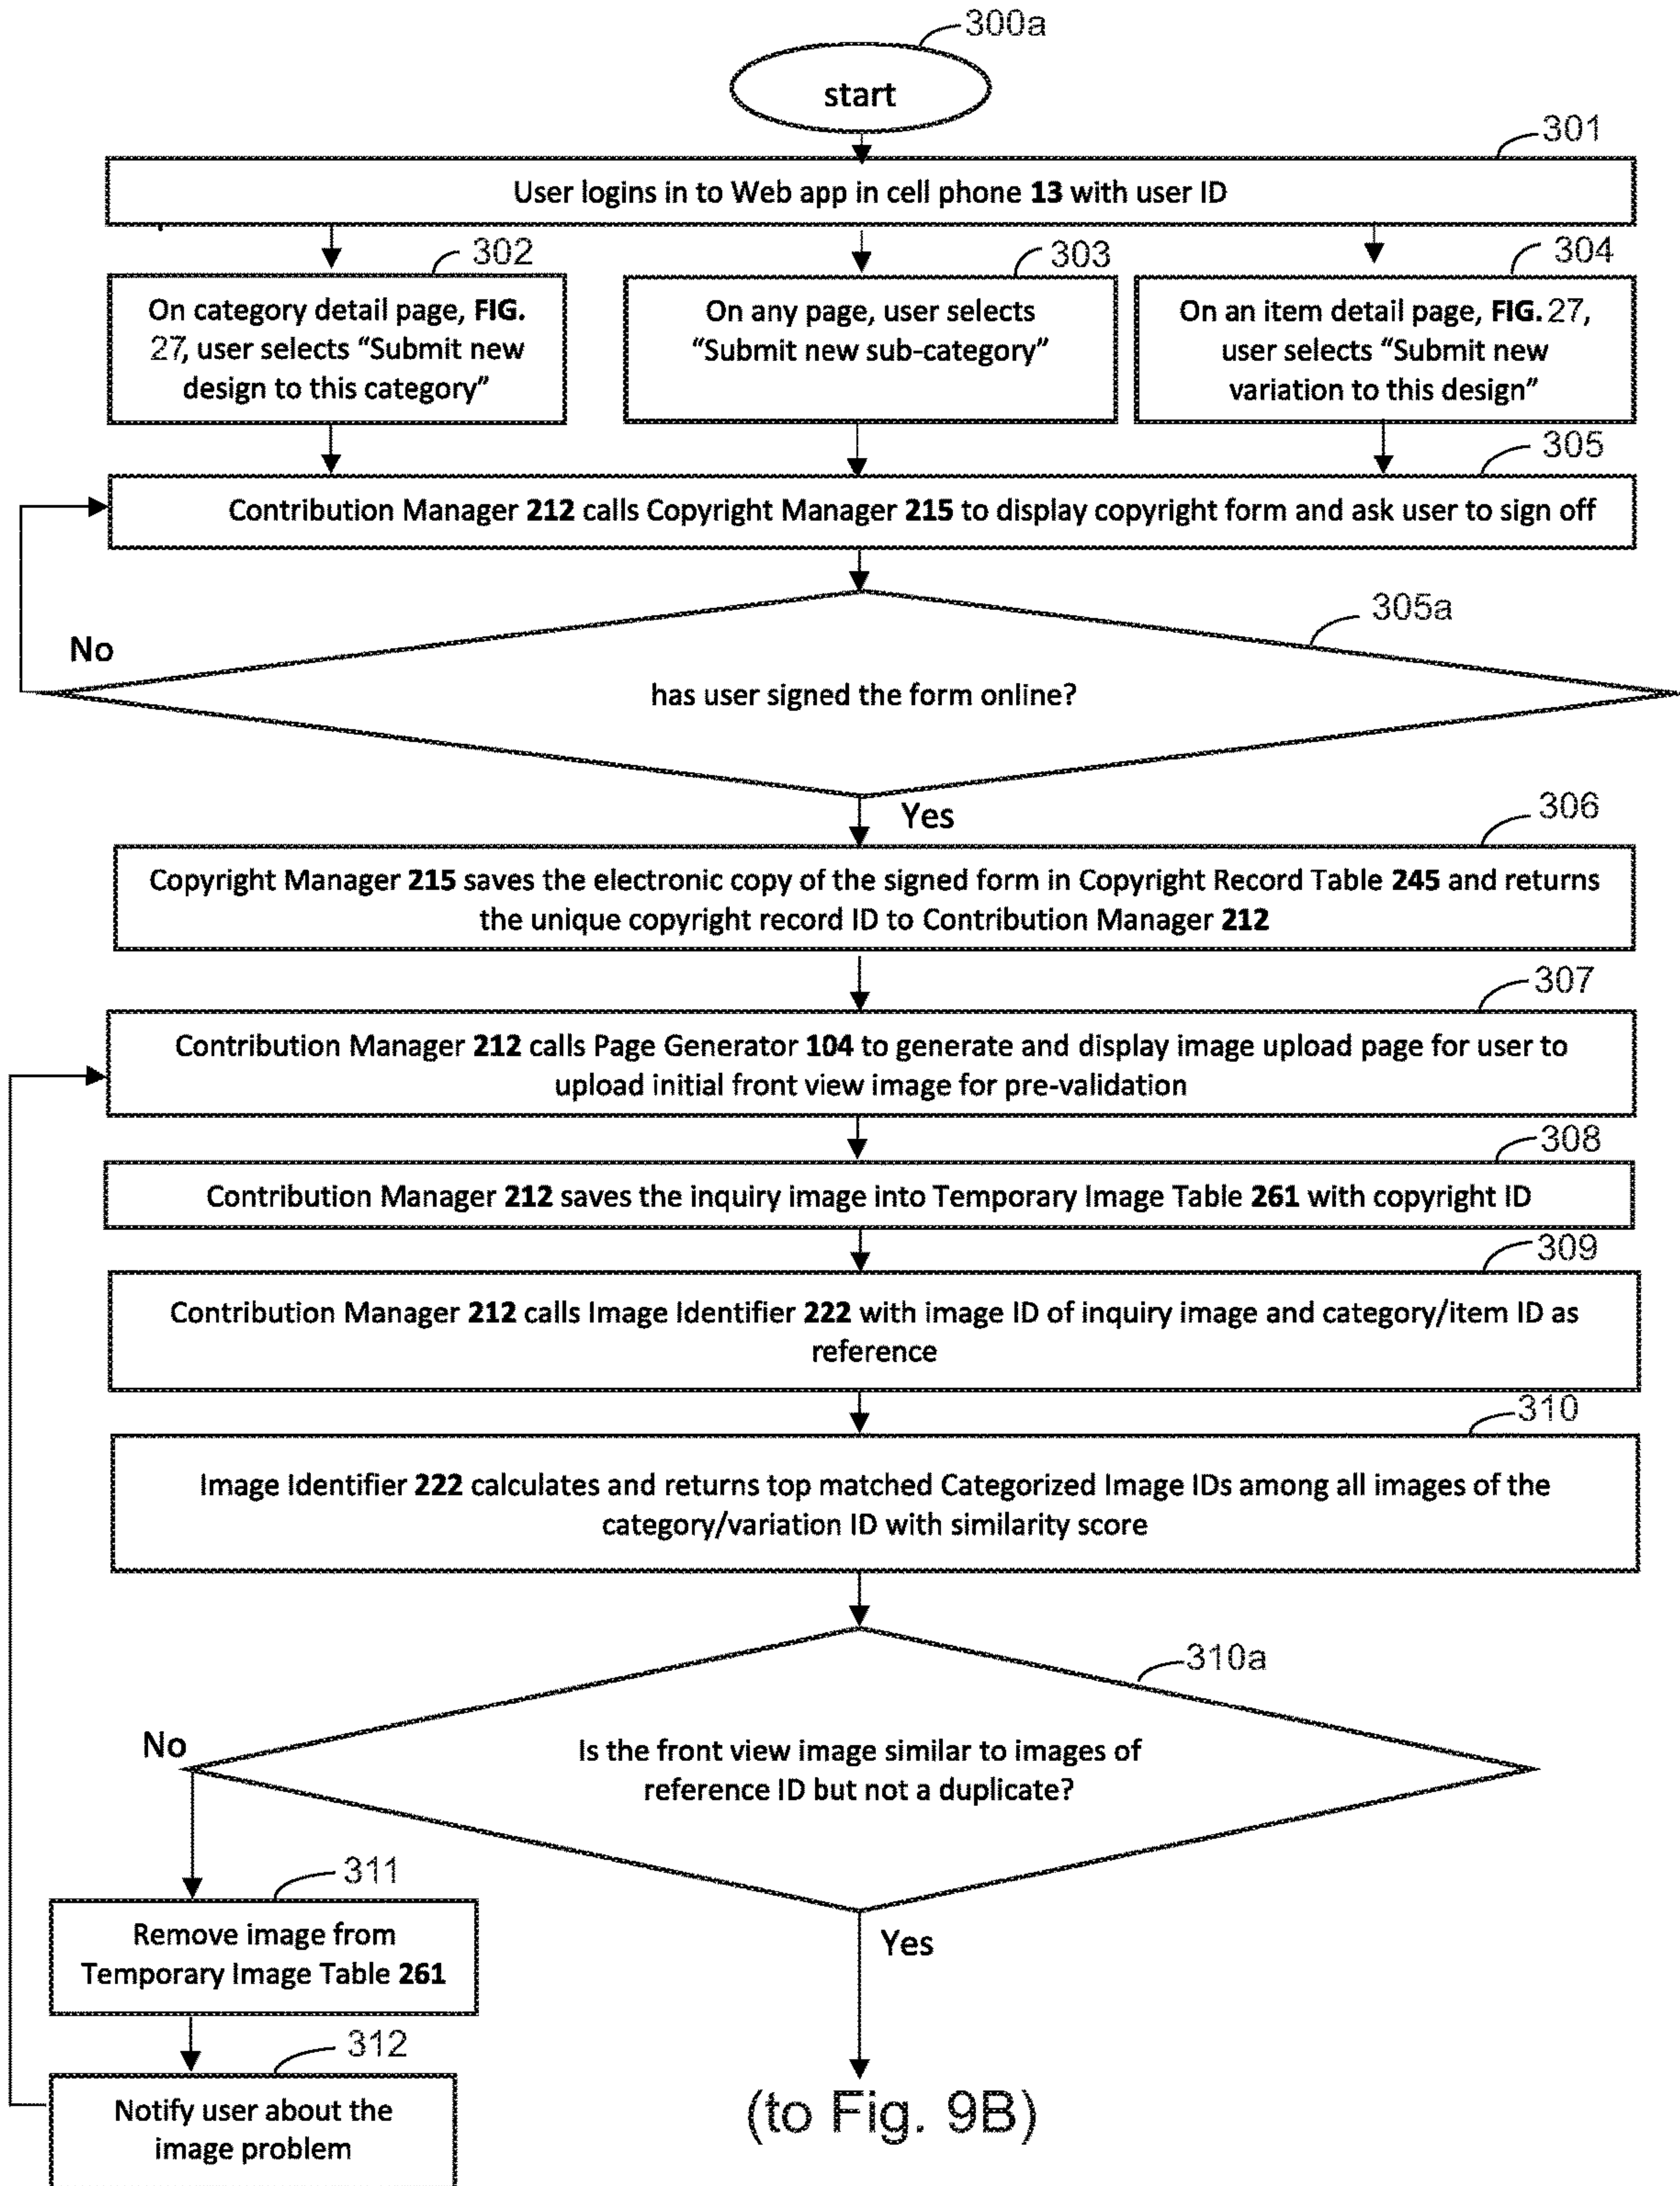 300a
start
301
User logins in to Web app in cell phone 13 with user ID
302
303
304
On category detail page, FIG.
27, user selects “Submit new
design to this category”
On any page, user selects
“Submit new sub-category”
On an item detail page, FIG. 27,
user selects “Submit new
variation to this design”
305
Contribution Manager 212 calls Copyright Manager 215 to display copyright form and ask user to sign off
305a
No
has user signed the form online?
Yes
306
Copyright Manager 215 saves the electronic copy of the signed form in Copyright Record Table 245 and returns
the unique copyright record ID to Contribution Manager 212
307
Contribution Manager 212 calls Page Generator 104 to generate and display image upload page for user to
upload initial front view image for pre-validation
308
Contribution Manager 212 saves the inquiry image into Temporary Image Table 261 with copyright ID
309
Contribution Manager 212 calls Image Identifier 222 with image ID of inquiry image and category/item ID as
reference
310
Image Identifier 222 calculates and returns top matched Categorized Image IDs among all images of the
category/variation ID with similarity score
310a
No
Is the front view image similar to images of
reference ID but not a duplicate?
311
Remove image from
Temporary Image Table 261
Yes
312
Notify user about the
image problem
(to Fig. 9B)